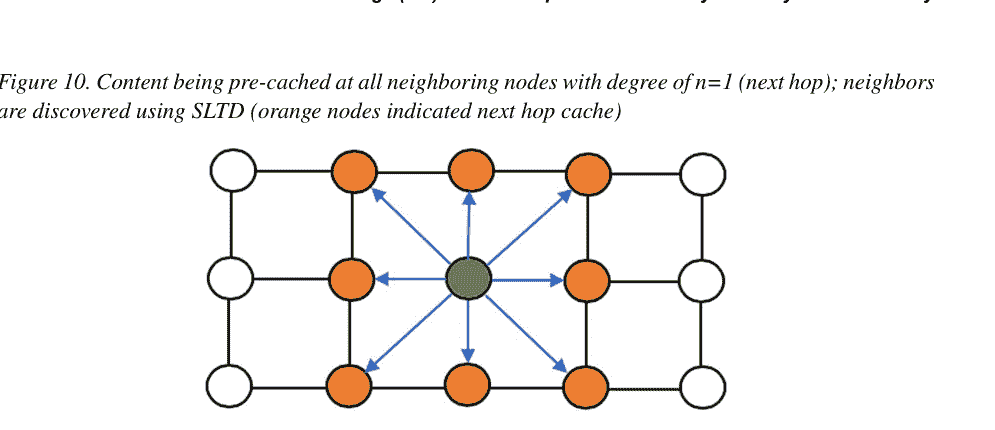 Figure 10. Content being pre-cached at all neighboring nodes with degree of n=1 (next hop); neighbors
are discovered using SLTD (orange nodes indicated next hop cache)